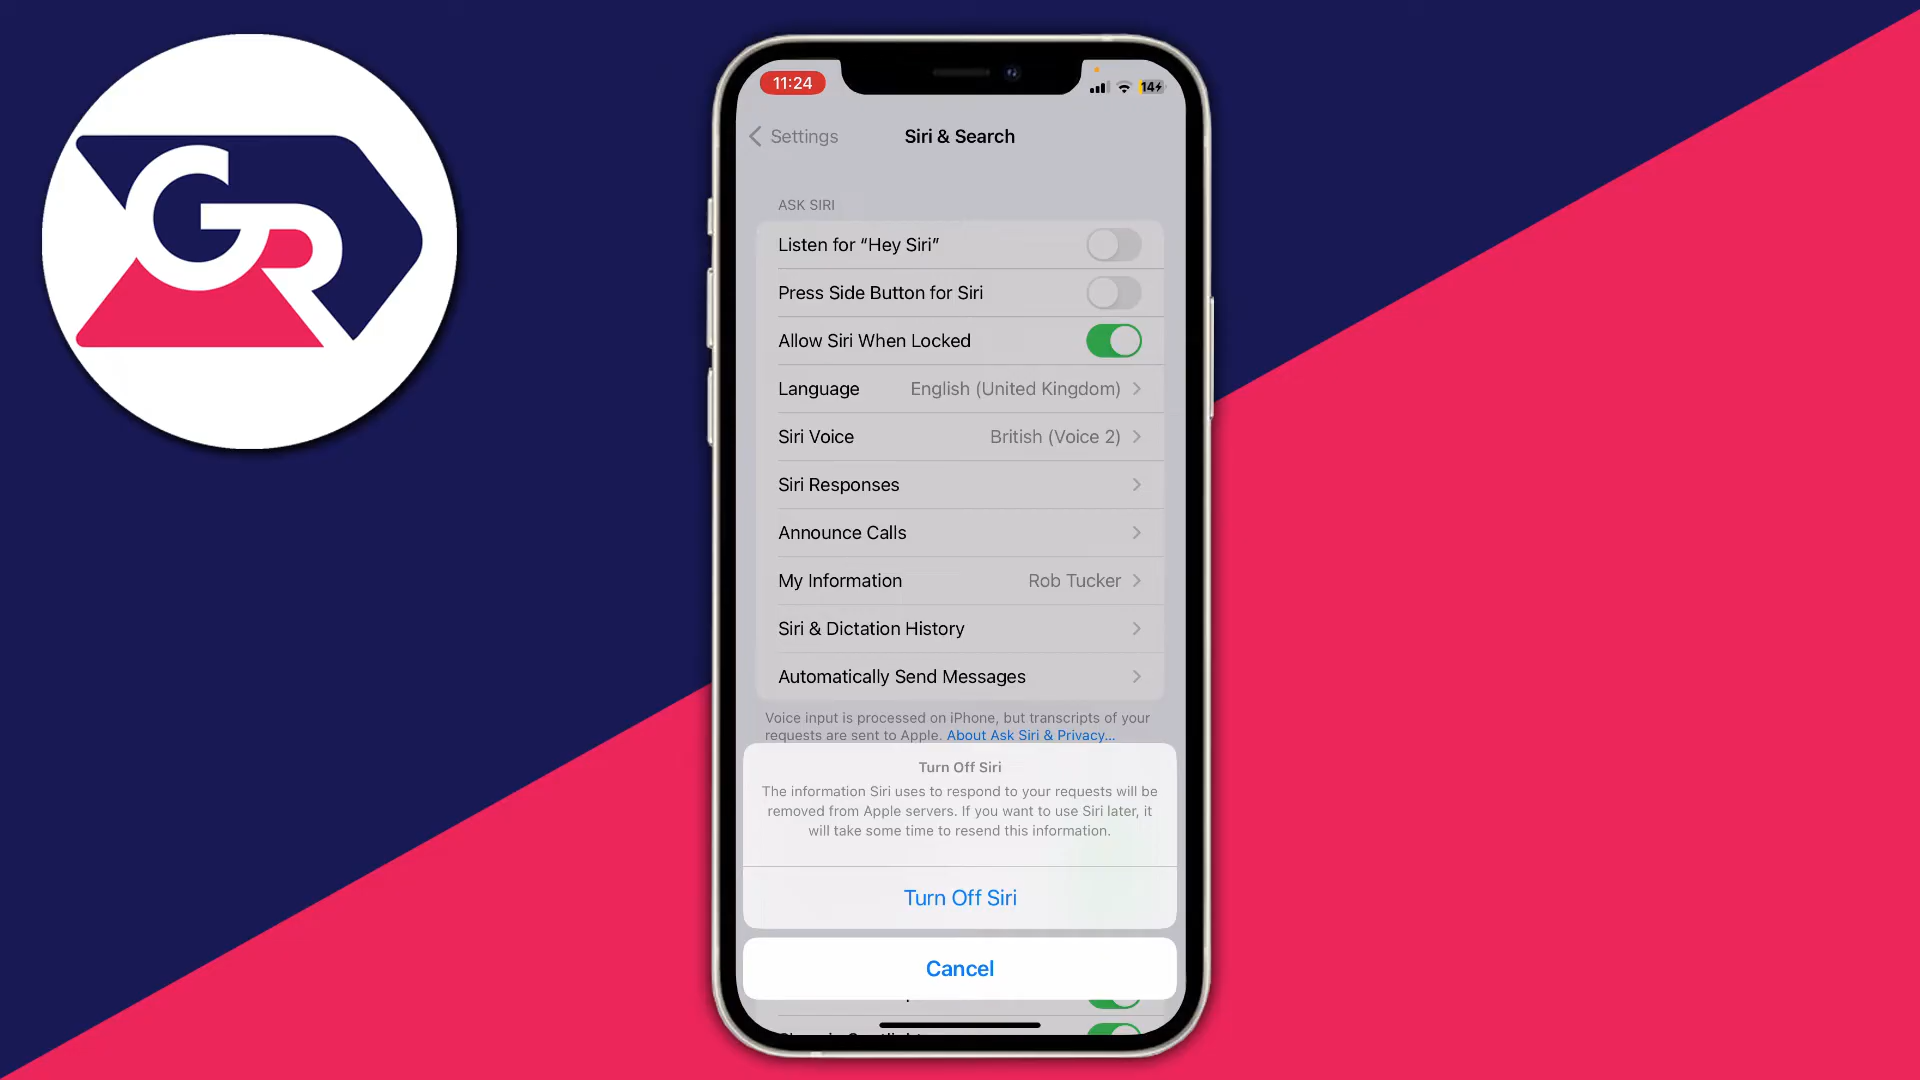 GR
11:24
14
Settings
Siri & Search
ASK SIRI
Listen for “Hey Siri”
Press Side Button for Siri
Allow Siri When Locked
Language English (United Kingdom)
Siri Voice British (Voice 2)
Siri Responses
Announce Calls
My Information Rob Tucker
Siri & Dictation History
Automatically Send Messages
Voice input is processed on iPhone, but transcripts of your
requests are sent to Apple. About Ask Siri & Privacy...
Turn Off Siri
The information Siri uses to respond to your requests will be
removed from Apple servers. If you want to use Siri later, it
will take some time to resend this information.
Turn Off Siri
Cancel